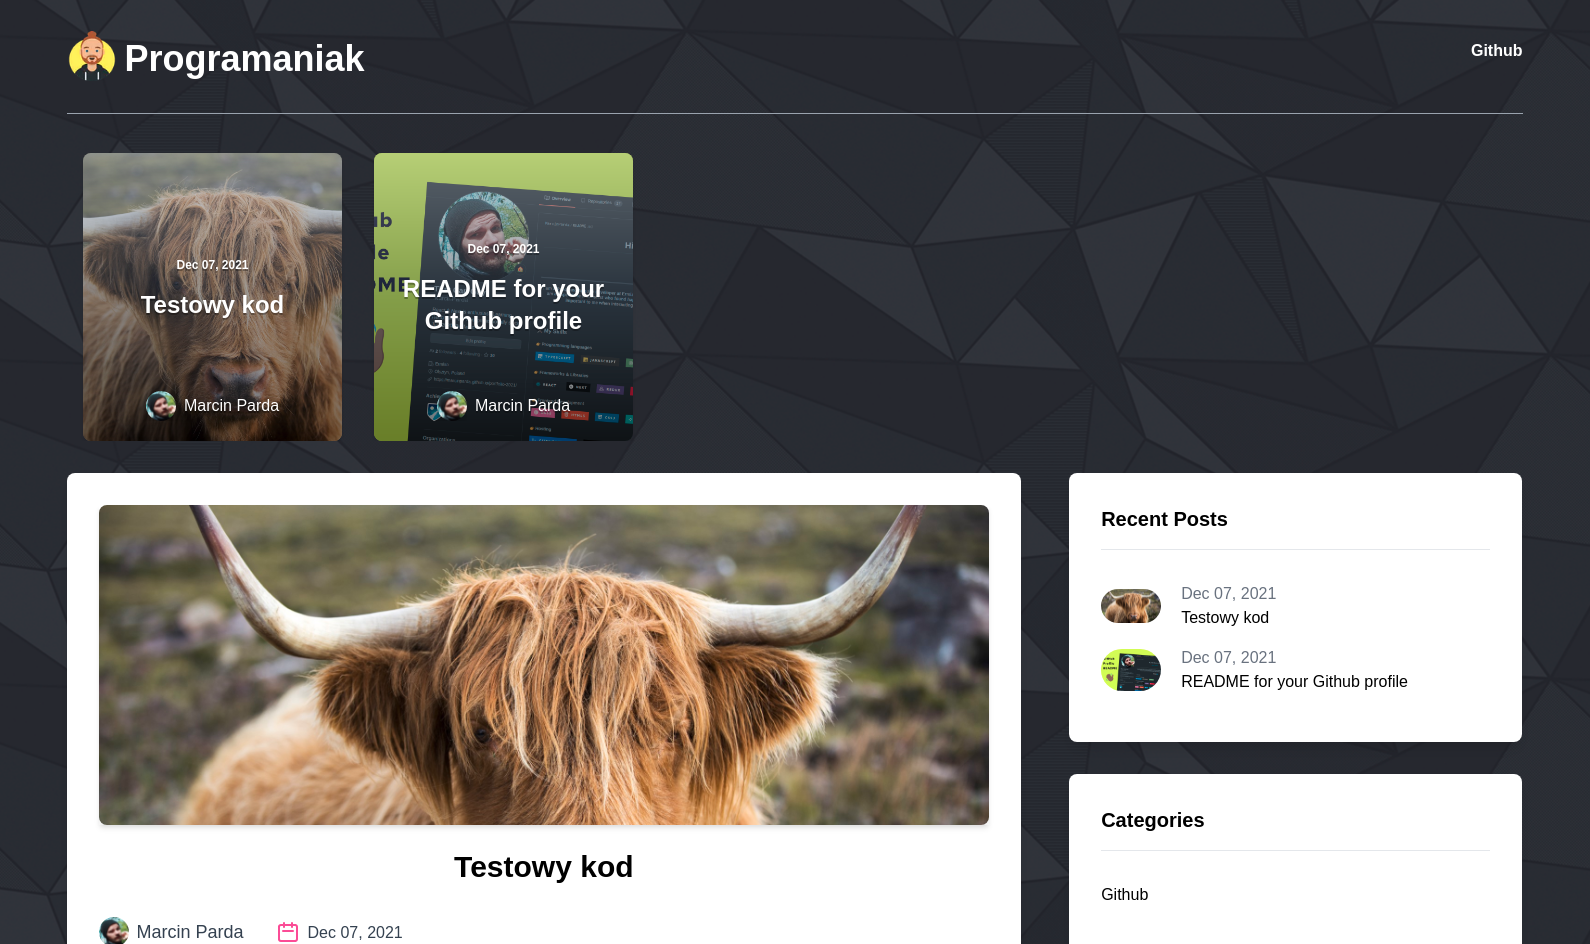 Programaniak
Github
Dec 07, 2021
Testowy kod
Marcin Parda
Dec 07, 2021
README for your
Github profile
Marcin Parda
Testowy kod
Marcin Parda
Dec 07, 2021
Recent Posts
Dec 07, 2021
Testowy kod
Dec 07, 2021
README for your Github profile
Categories
Github